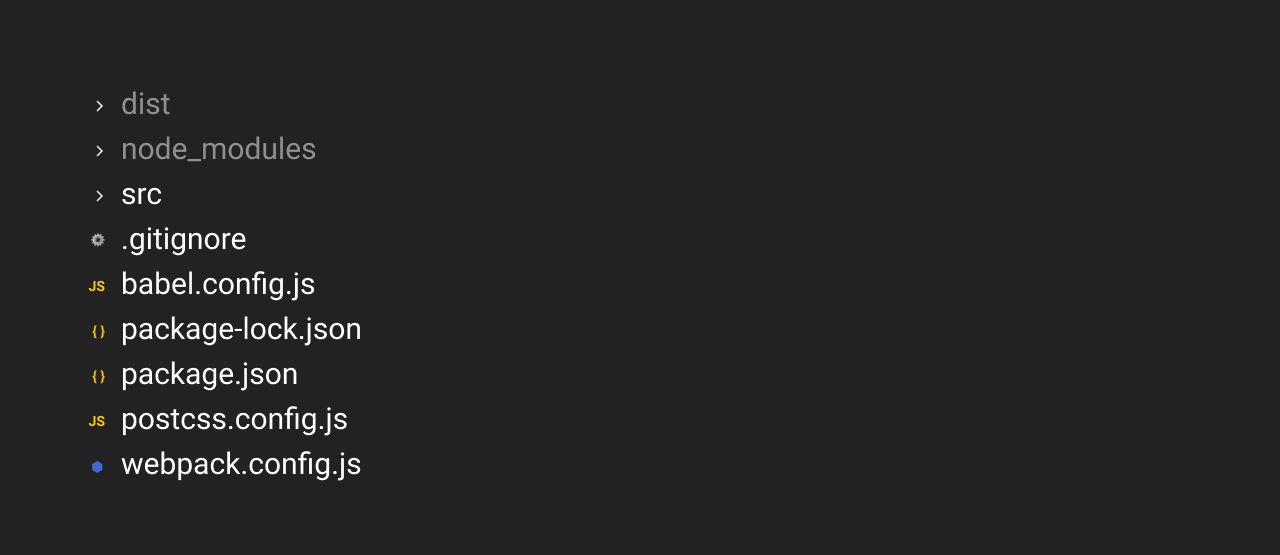 dist
node_modules
src
.gitignore
JS babel.config.js
{} package-lock.json
{} package.json
JS postcss.config.js
webpack.config.js